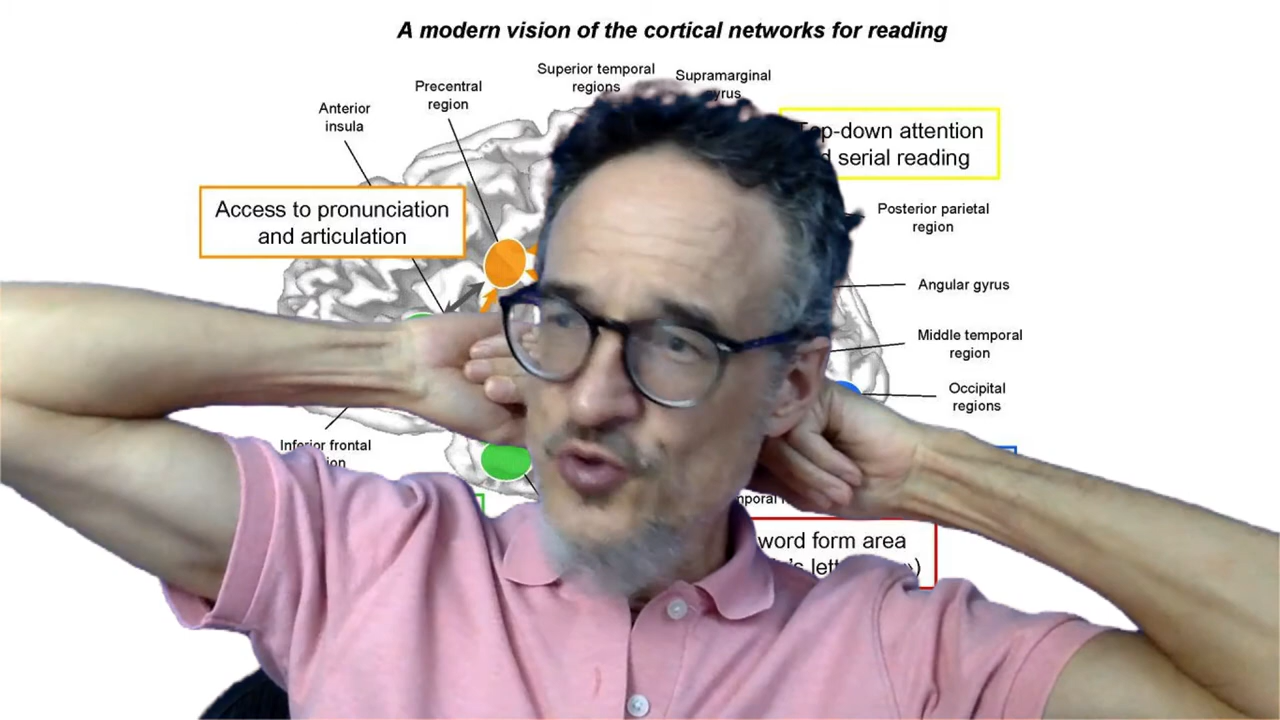 A modern vision of the cortical networks for reading
Superior temporal
regions
Supramarginal
Precentral
region
Anterior
insula
attention
serial reading
Access to pronunciation
and articulation
Posterior parietal
region
Angular gyrus
Middle temporal
region
Occipital
regions
Inferior frontal
word form area